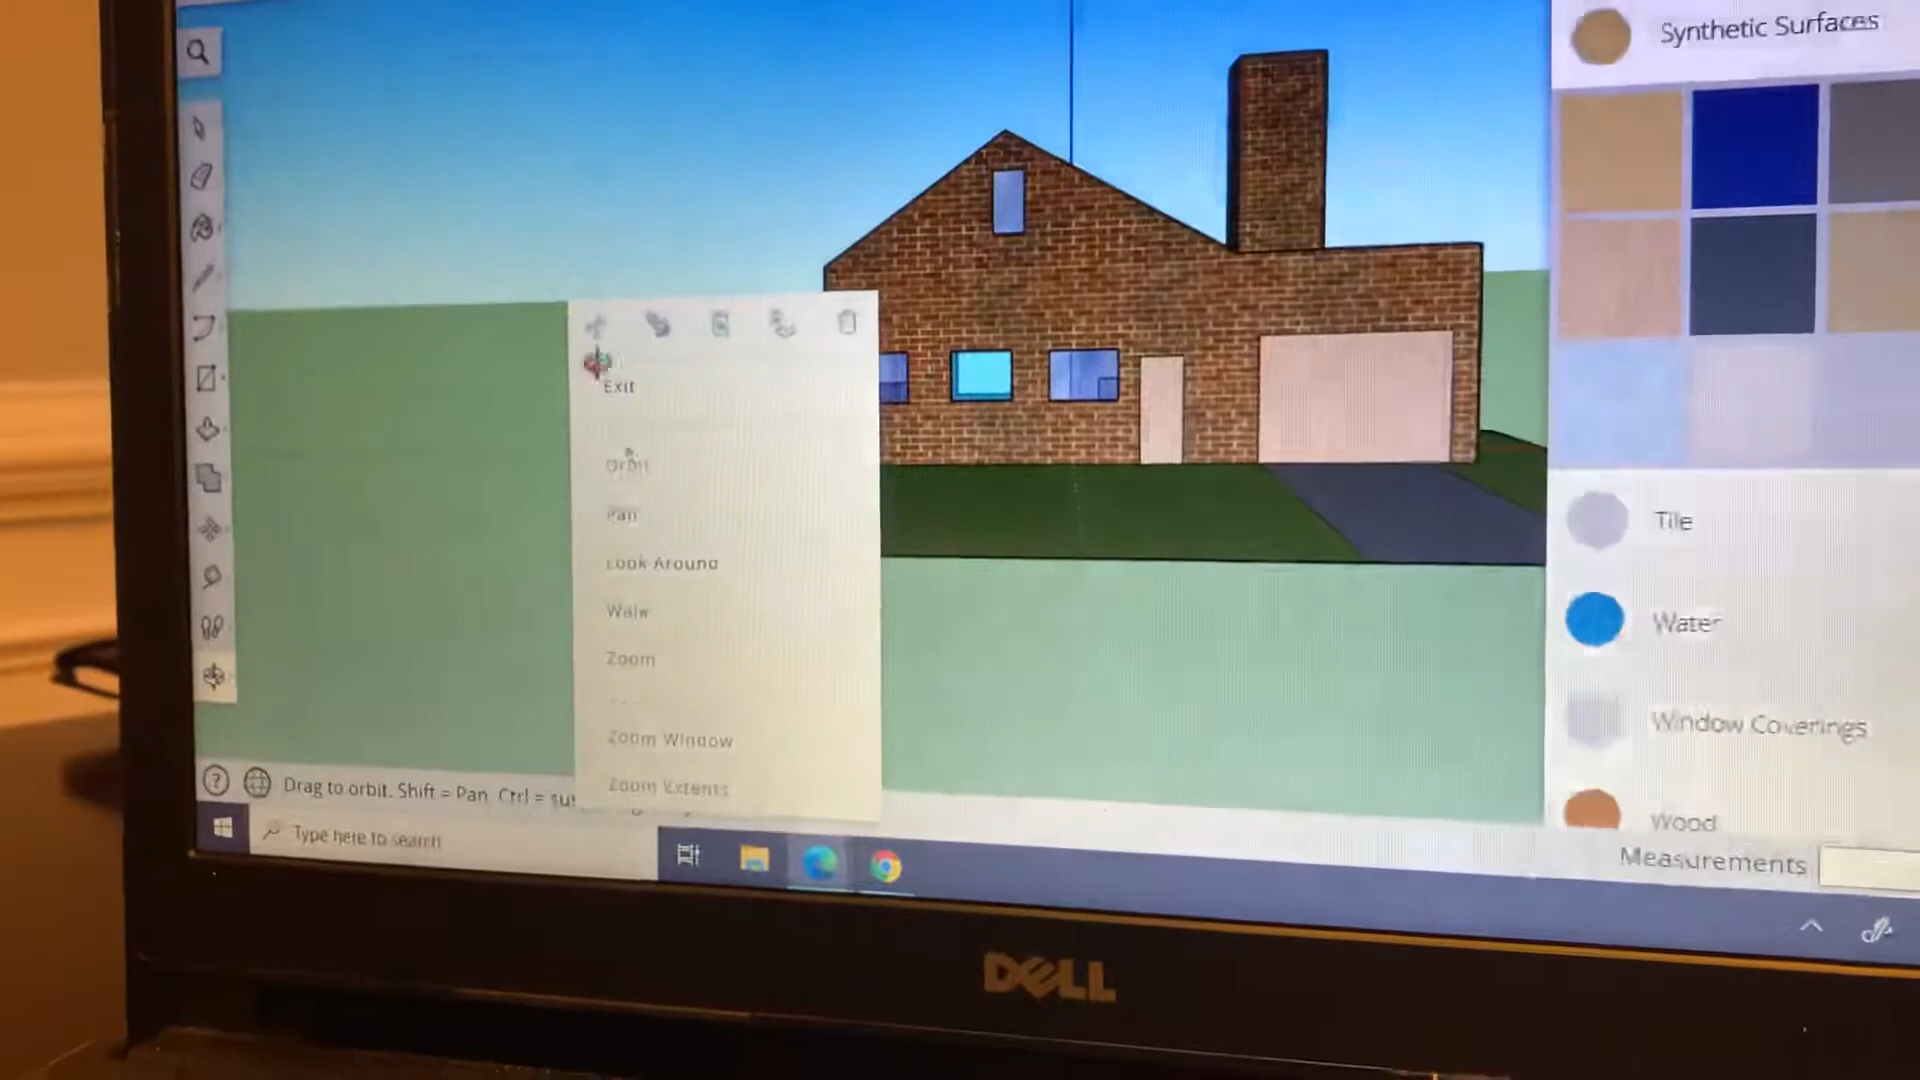 Synthetic Surfaces
Exit
Orbit
Pan
Look Around
Walk
Zoom
Zoom Window
Zoom Extents
Tile
Water
Window Coverings
Wood
Drag to orbit. Shift = Pan, Ctrl = sus
Measurements
Type here to search
DELL